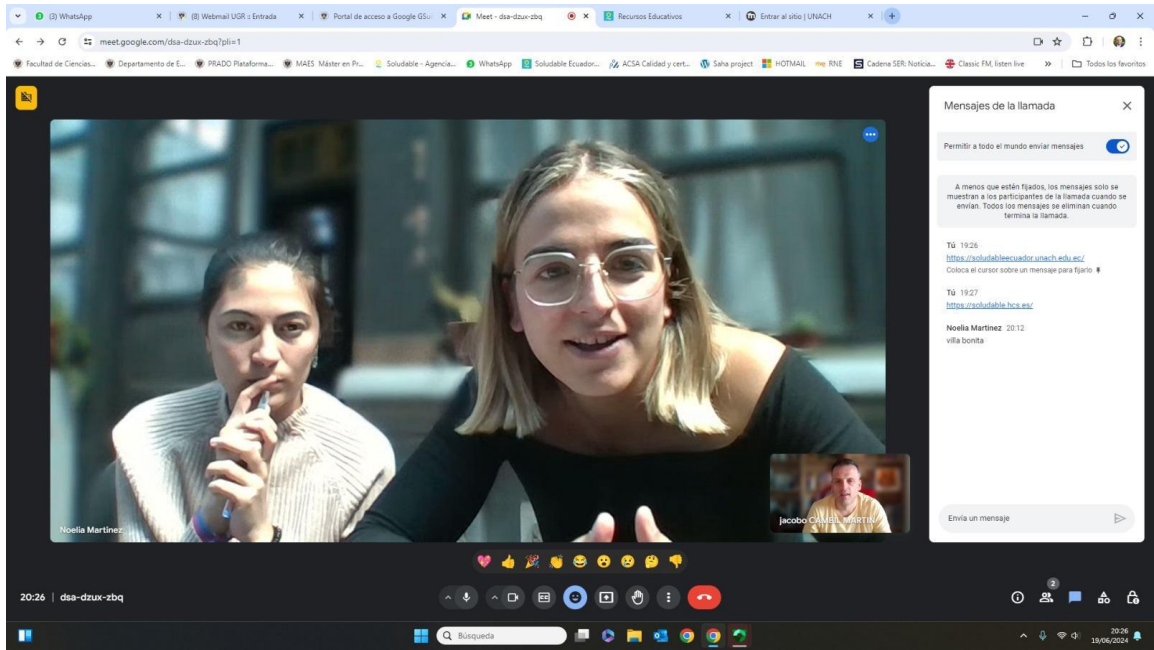 (3) WhatsApp
(8) Webmail UGR :: Entrada
Portal de acceso a Google GSu
Meet - dsa-dzux-zbq
Recursos Educativos
Entrar al sitio | UNACH
meet.google.com/dsa-dzux-zbq?pli=1
Facultad de Ciencias...
Departamento de E...
PRADO Plataforma...
MAES Máster en Pr...
Soludable - Agencia...
WhatsApp
Soludable Ecuador...
ACSA Calidad y cert...
Saha project
HOTMAIL
RNE
Cadena SER: Noticia...
Classic FM, listen live
Todos los favoritos
Mensajes de la llamada
Permitir a todo el mundo enviar mensajes
A menos que estén fijados, los mensajes solo se
muestran a los participantes de la llamada cuando se
envían. Todos los mensajes se eliminan cuando
termina la llamada.
Tú 19:26
https://soludableecuador.unach.edu.ec/
Coloca el cursor sobre un mensaje para fijarlo
Tú 19:27
https://soludable.hcs.es/
Noelia Martinez 20:12
villa bonita
Noelia Martinez
jacobo CAMBIL MARTIN
Envía un mensaje
20:26 | dsa-dzux-zbq
2
Búsqueda
20:26
19/06/2024